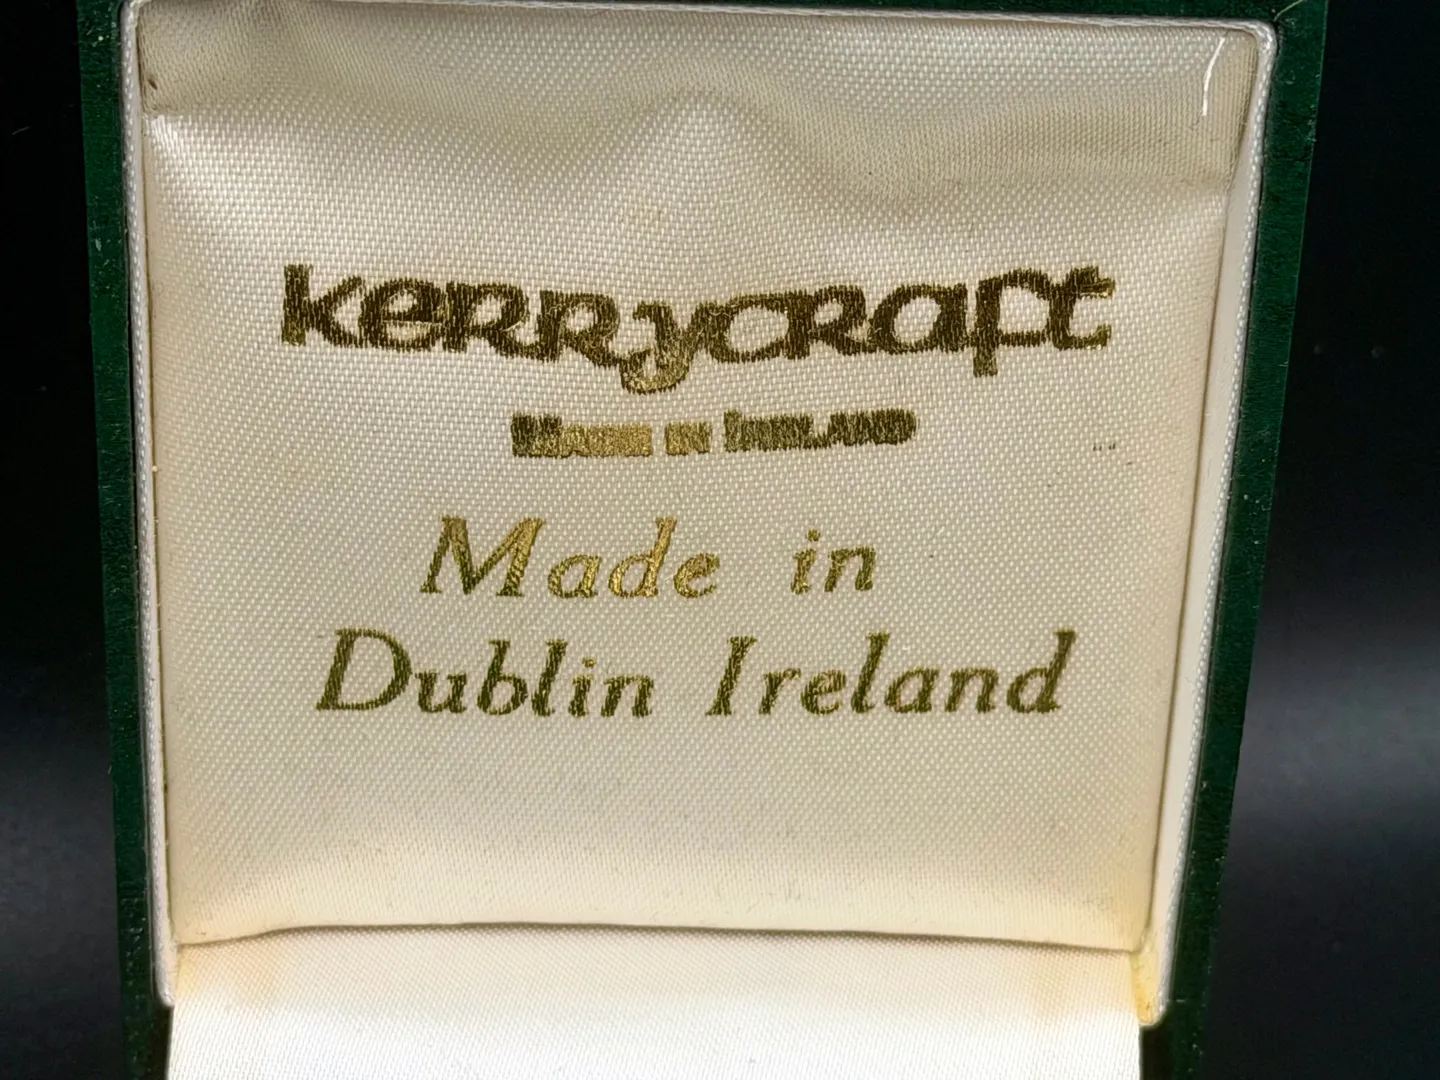 kerrycraft
Made in Ireland
Made in
Dublin Ireland